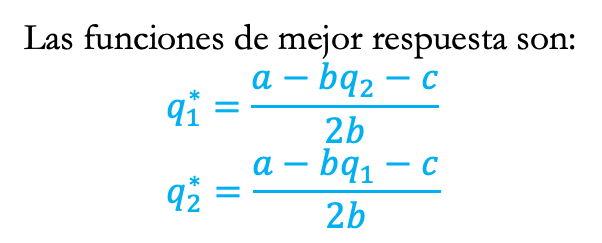 Las funciones de mejor respuesta son:
q₁* = (a − bq₂ − c) / 2b
q₂* = (a − bq₁ − c) / 2b